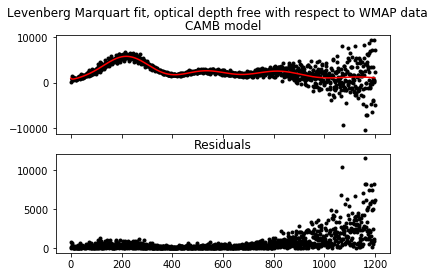 Levenberg Marquart fit, optical depth free with respect to WMAP data
CAMB model
10000
0
−10000
Residuals
10000
5000
0
0 200 400 600 800 1000 1200